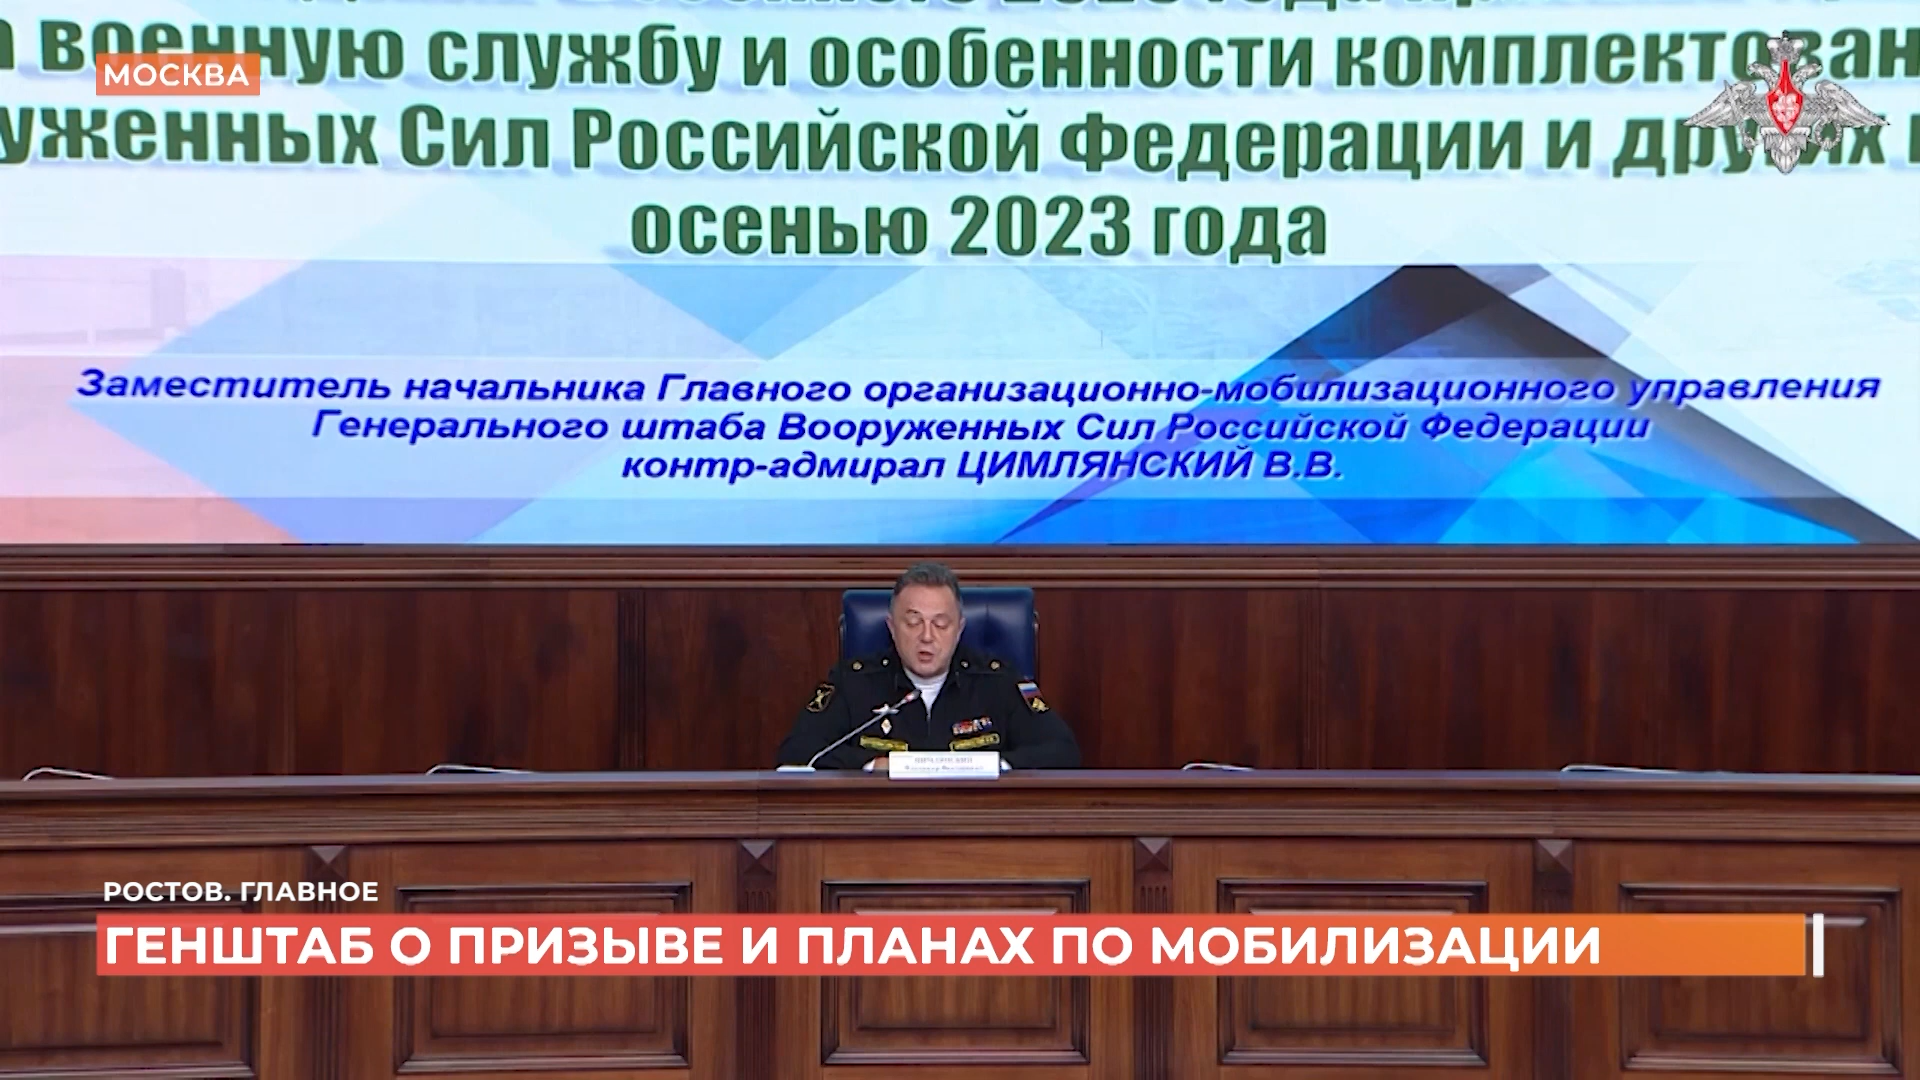 МОСКВА
военную службу и особенности комплектован
уженных Сил Российской Федерации и других
осенью 2023 года
Заместитель начальника Главного организационно-мобилизационного управления
Генерального штаба Вооруженных Сил Российской Федерации
контр-адмирал ЦИМЛЯНСКИЙ В.В.
РОСТОВ. ГЛАВНОЕ
ГЕНШТАБ О ПРИЗЫВЕ И ПЛАНАХ ПО МОБИЛИЗАЦИИ